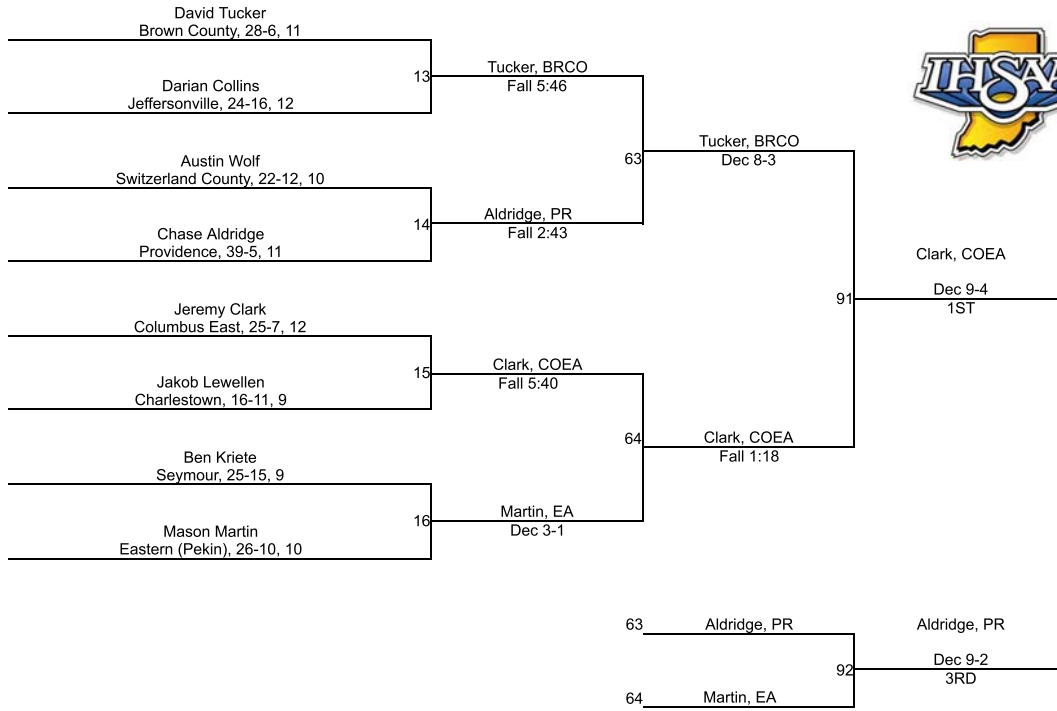 David Tucker
Brown County, 28-6, 11
Darian Collins
Jeffersonville, 24-16, 12
13
Tucker, BRCO
Fall 5:46
Austin Wolf
Switzerland County, 22-12, 10
Chase Aldridge
Providence, 39-5, 11
14
Aldridge, PR
Fall 2:43
63
Tucker, BRCO
Dec 8-3
Jeremy Clark
Columbus East, 25-7, 12
Jakob Lewellen
Charlestown, 16-11, 9
15
Clark, COEA
Fall 5:40
Ben Kriete
Seymour, 25-15, 9
Mason Martin
Eastern (Pekin), 26-10, 10
16
Martin, EA
Dec 3-1
64
Clark, COEA
Fall 1:18
91
Clark, COEA
Dec 9-4
1ST
IHSAA
63
Aldridge, PR
64
Martin, EA
92
Aldridge, PR
Dec 9-2
3RD